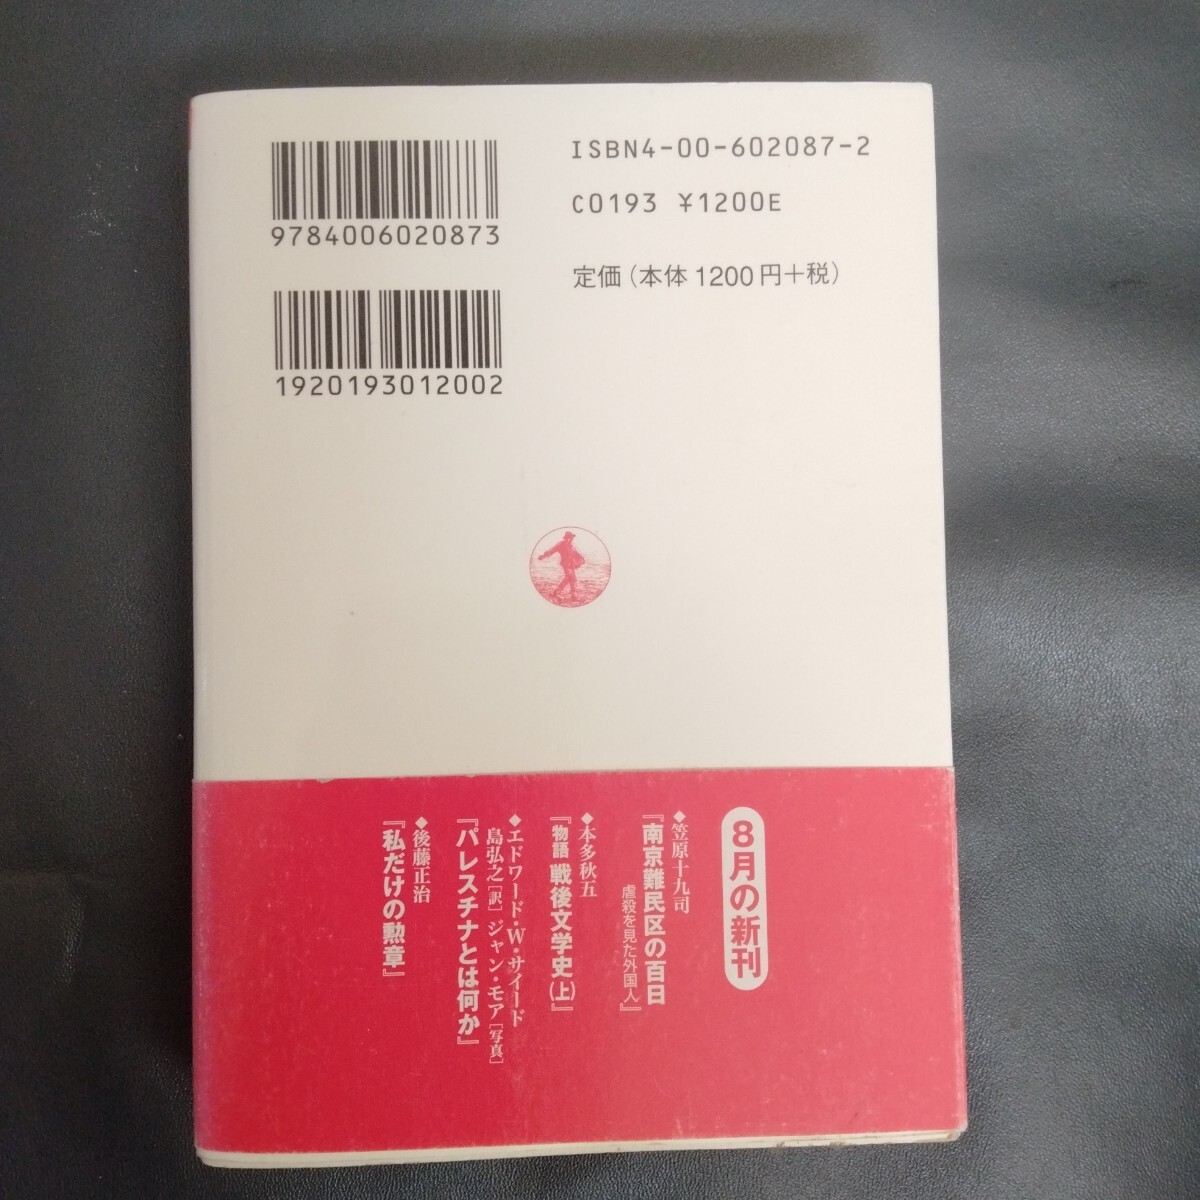 9784006020873
1920193012002
ISBN4-00-602087-2
C0193 ¥1200E
定価(本体1200円+税)
8月の新刊
◆笠原十九司
『南京難民区の百日
虐殺を見た外国人』
◆本多秋五
『物語 戦後文学史(上)』
◆エドワード・W・サイード
島弘之[訳] ジャン・モア[写真]
『パレスチナとは何か』
◆後藤正治
『私だけの勲章』